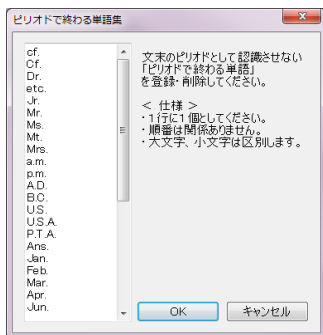 ピリオドで終わる単語集
cf.
Cf.
Dr.
etc.
Jr.
Mr.
Ms.
Mt.
Mrs.
a.m.
p.m.
A.D.
B.C.
U.S.
U.S.A.
P.T.A.
Ans.
Jan.
Feb.
Mar.
Apr.
Jun.
文末のピリオドとして認識させない
「ピリオドで終わる単語」
を登録・削除してください。
＜ 仕様 ＞
・1行に1個としてください。
・順番は関係ありません。
・大文字、小文字は区別します。
OK
キャンセル